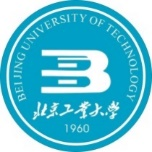 BEIJING UNIVERSITY OF TECHNOLOGY
北京工业大学
1960